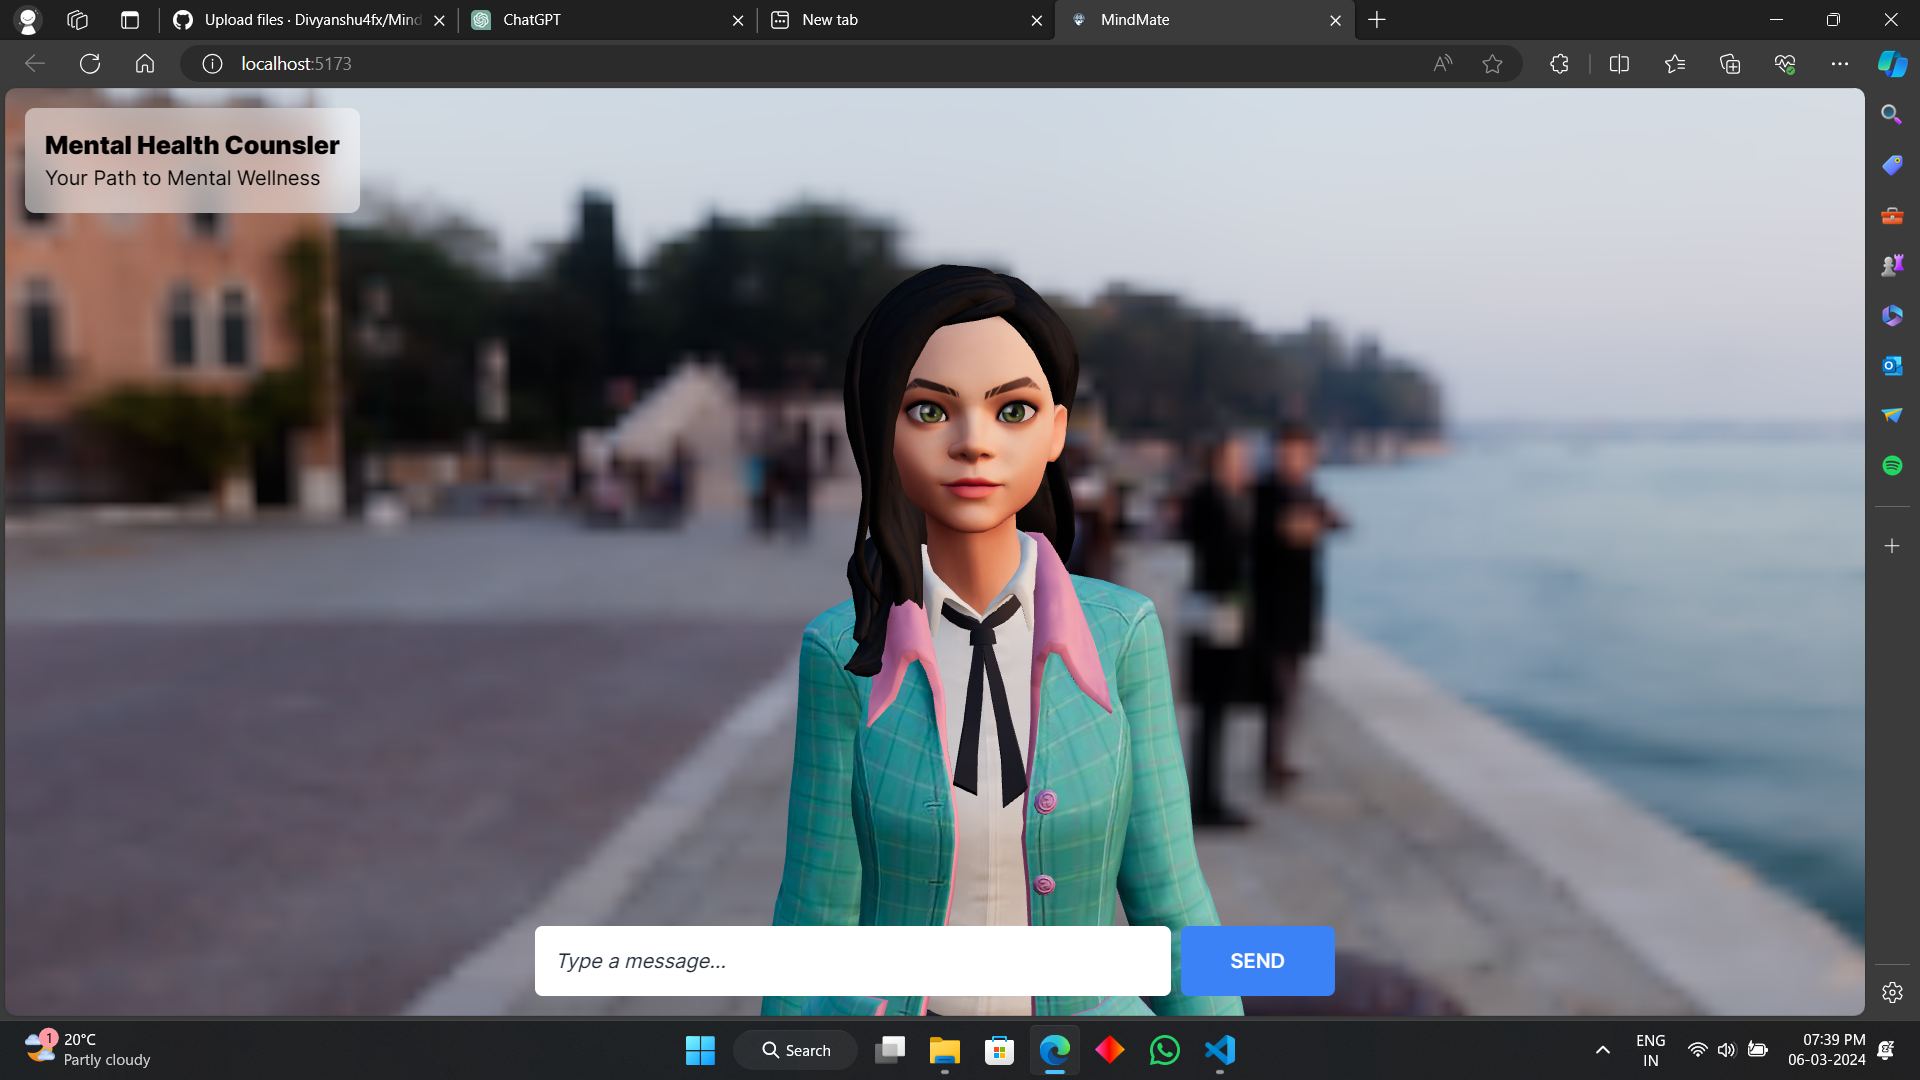 Upload files · Divyanshu4fx/Mind
ChatGPT
New tab
MindMate
localhost:5173
Mental Health Counsler
Your Path to Mental Wellness
Type a message...
SEND
1
20°C
Partly cloudy
Search
ENG
IN
07:39 PM
06-03-2024